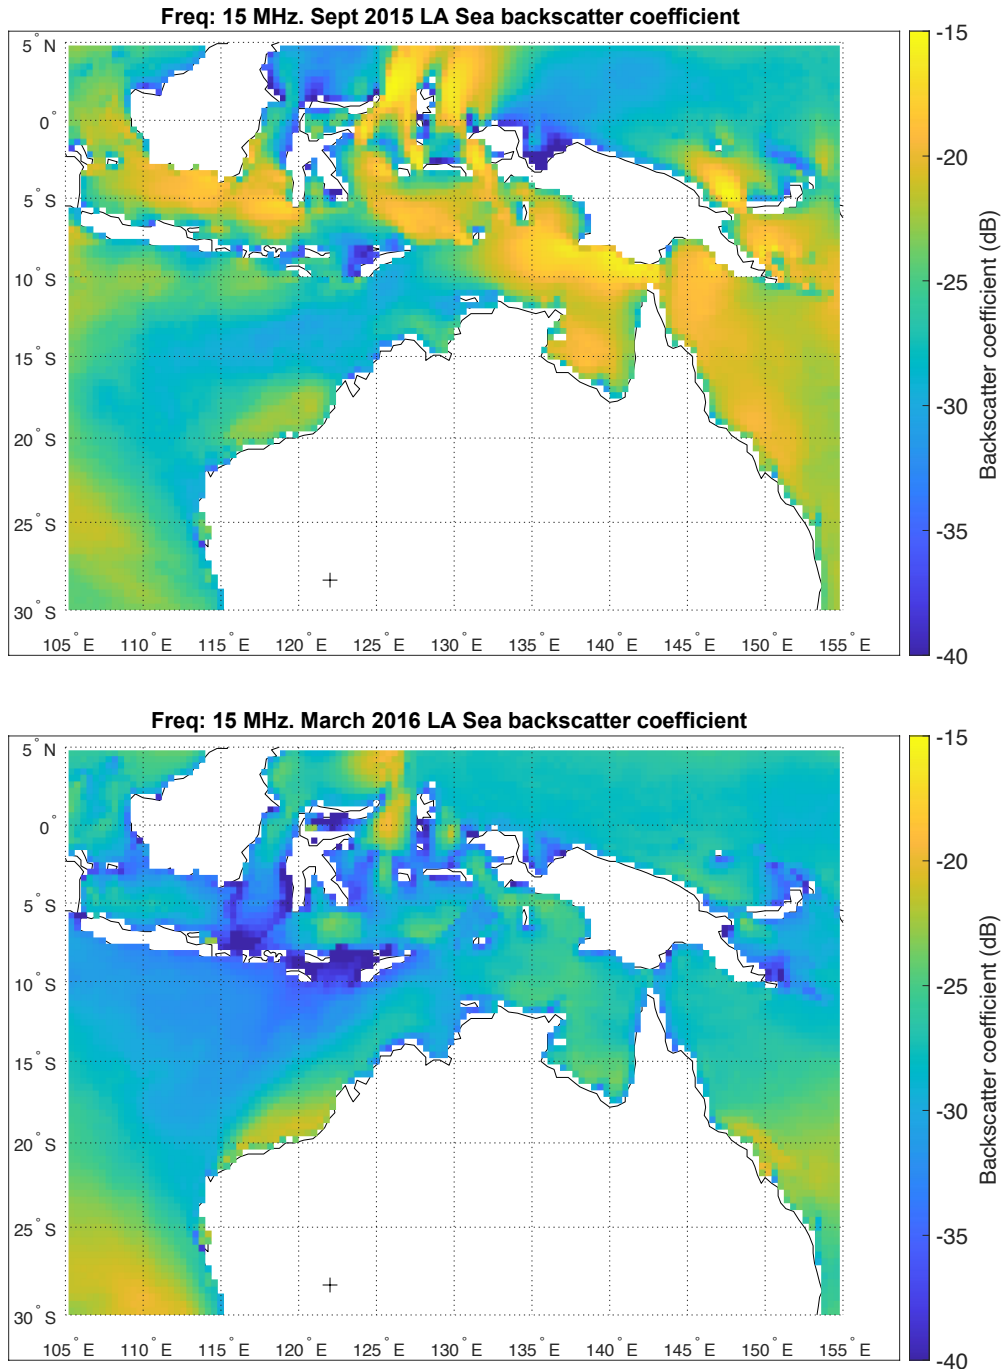 Freq: 15 MHz. Sept 2015 LA Sea backscatter coefficient
5° N
0°
5° S
10° S
15° S
20° S
25° S
30° S
105° E 110° E 115° E 120° E 125° E 130° E 135° E 140° E 145° E 150° E 155° E
-15
-20
-25
-30
-35
-40
Backscatter coefficient (dB)
Freq: 15 MHz. March 2016 LA Sea backscatter coefficient
5° N
0°
5° S
10° S
15° S
20° S
25° S
30° S
105° E 110° E 115° E 120° E 125° E 130° E 135° E 140° E 145° E 150° E 155° E
-15
-20
-25
-30
-35
-40
Backscatter coefficient (dB)